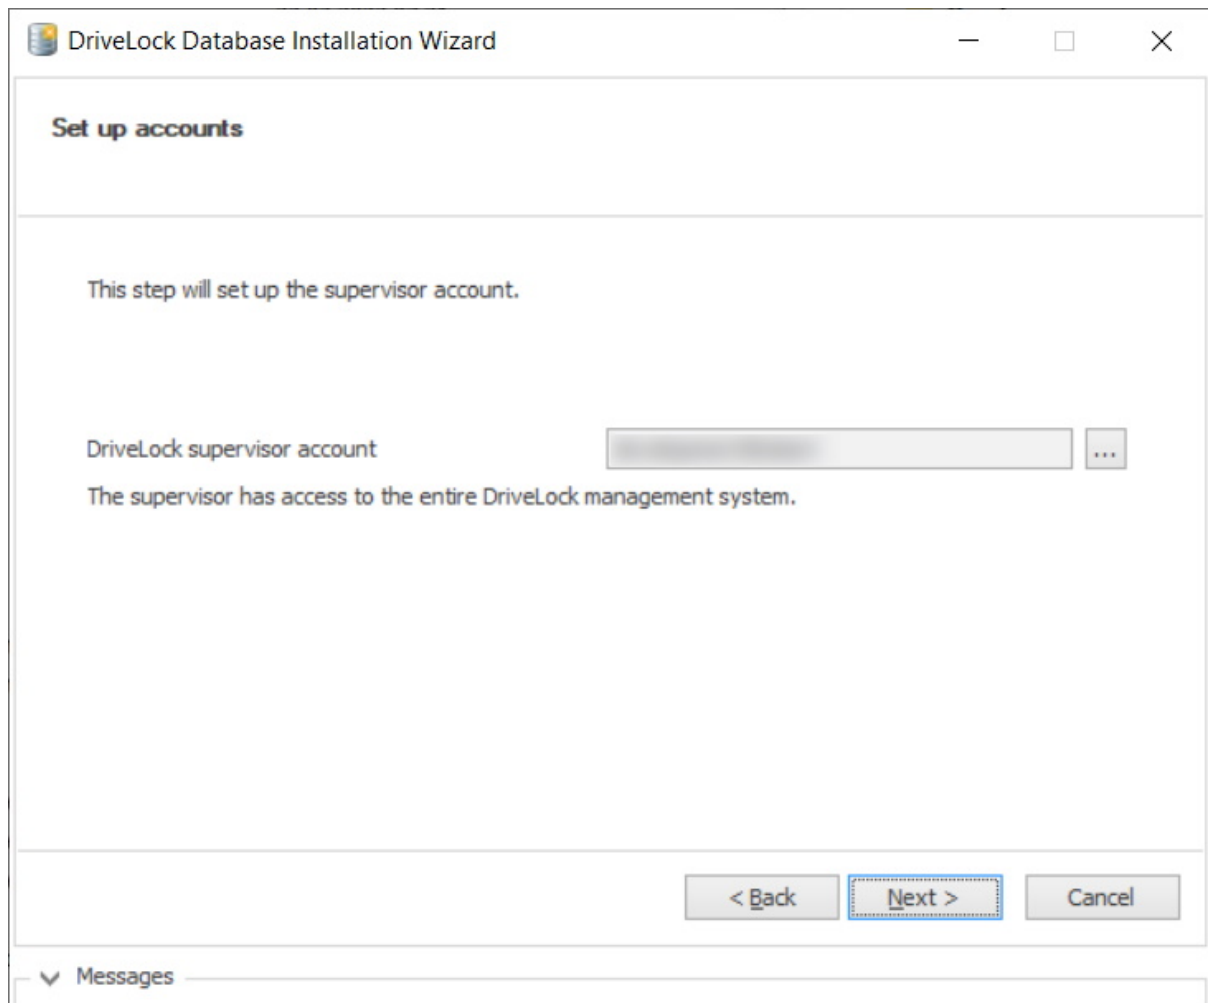 DriveLock Database Installation Wizard
Set up accounts
This step will set up the supervisor account.
DriveLock supervisor account
...
The supervisor has access to the entire DriveLock management system.
< Back
Next >
Cancel
Messages